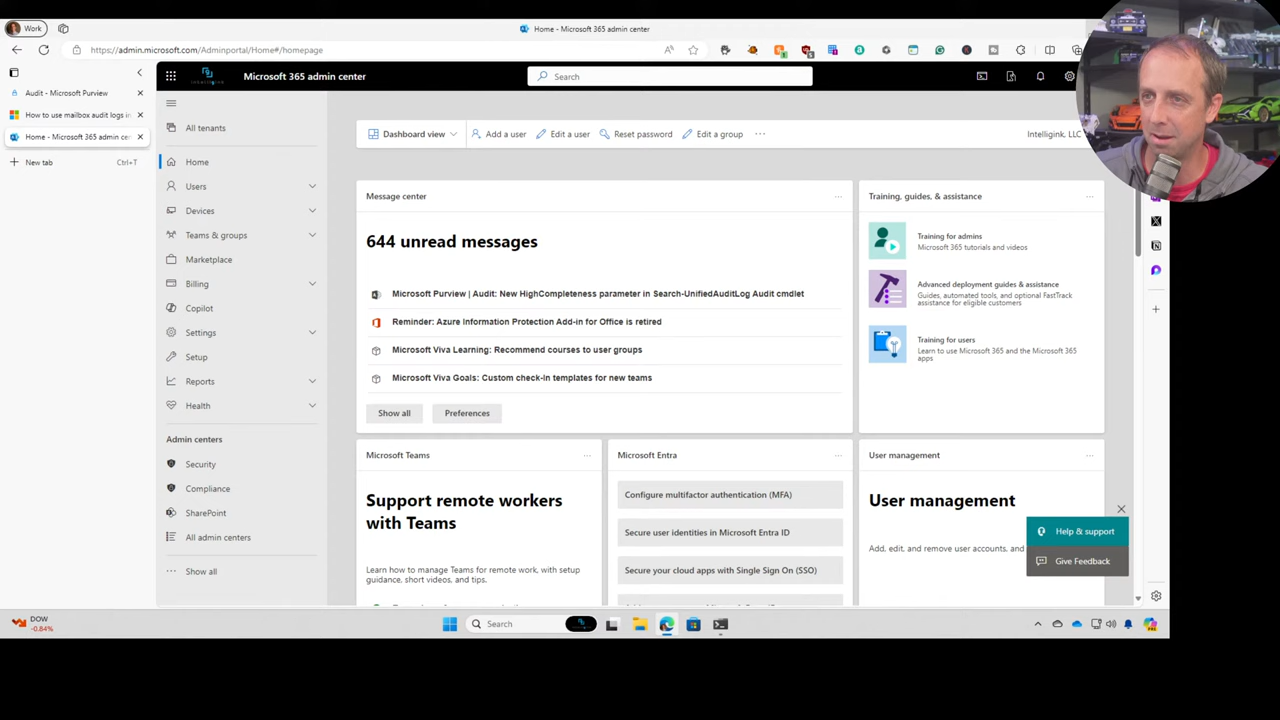 Work
Home - Microsoft 365 admin center
https://admin.microsoft.com/Adminportal/Home#/homepage
Audit - Microsoft Purview
How to use mailbox audit logs in
Home - Microsoft 365 admin cen
New tab
Ctrl+T
intelligink
Microsoft 365 admin center
Search
All tenants
Home
Users
Devices
Teams & groups
Marketplace
Billing
Copilot
Settings
Setup
Reports
Health
Admin centers
Security
Compliance
SharePoint
All admin centers
Show all
Dashboard view
Add a user
Edit a user
Reset password
Edit a group
Intelligink, LLC
Message center
644 unread messages
Microsoft Purview | Audit: New HighCompleteness parameter in Search-UnifiedAuditLog Audit cmdlet
Reminder: Azure Information Protection Add-in for Office is retired
Microsoft Viva Learning: Recommend courses to user groups
Microsoft Viva Goals: Custom check-in templates for new teams
Show all
Preferences
Training, guides, & assistance
Training for admins
Microsoft 365 tutorials and videos
Advanced deployment guides & assistance
Guides, automated tools, and optional FastTrack
assistance for eligible customers
Training for users
Learn to use Microsoft 365 and the Microsoft 365
apps
Microsoft Teams
Support remote workers
with Teams
Learn how to manage Teams for remote work, with setup
guidance, short videos, and tips.
Microsoft Entra
Configure multifactor authentication (MFA)
Secure user identities in Microsoft Entra ID
Secure your cloud apps with Single Sign On (SSO)
User management
User management
Add, edit, and remove user accounts, and
Help & support
Give Feedback
DOW
-0.84%
Search